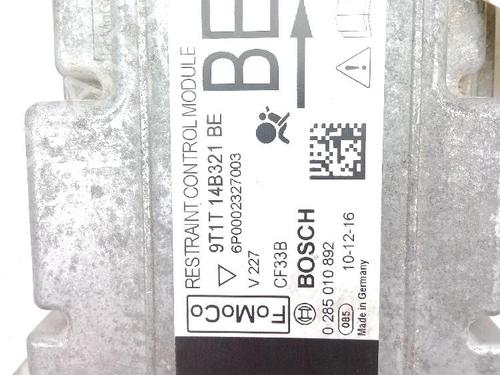 BE
RESTRAINT CONTROL MODULE
9T1T 14B321 BE
6P0002327003
V 227
CF33B
FoMoCo
BOSCH
0 285 010 892
10-12-16
085
Made in Germany